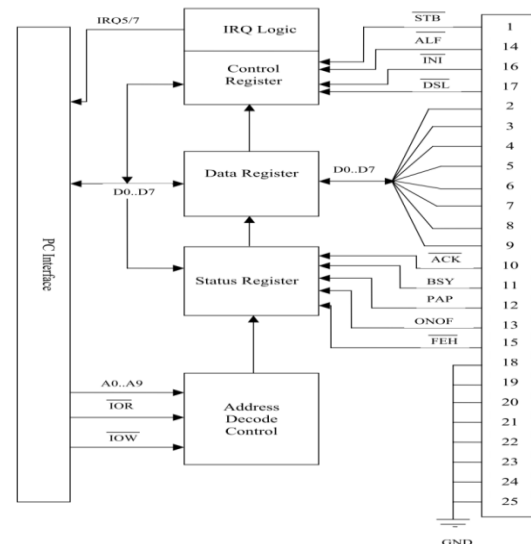 IRQ5/7
IRQ Logic
Control
Register
STB
ALF
INI
DSL
1
14
16
17
2
3
4
5
6
7
8
9
D0..D7
Data Register
D0..D7
PC Interface
Status Register
ACK
BSY
PAP
ONOF
FEH
10
11
12
13
15
18
19
20
21
22
23
24
25
A0..A9
IOR
IOW
Address
Decode
Control
GND